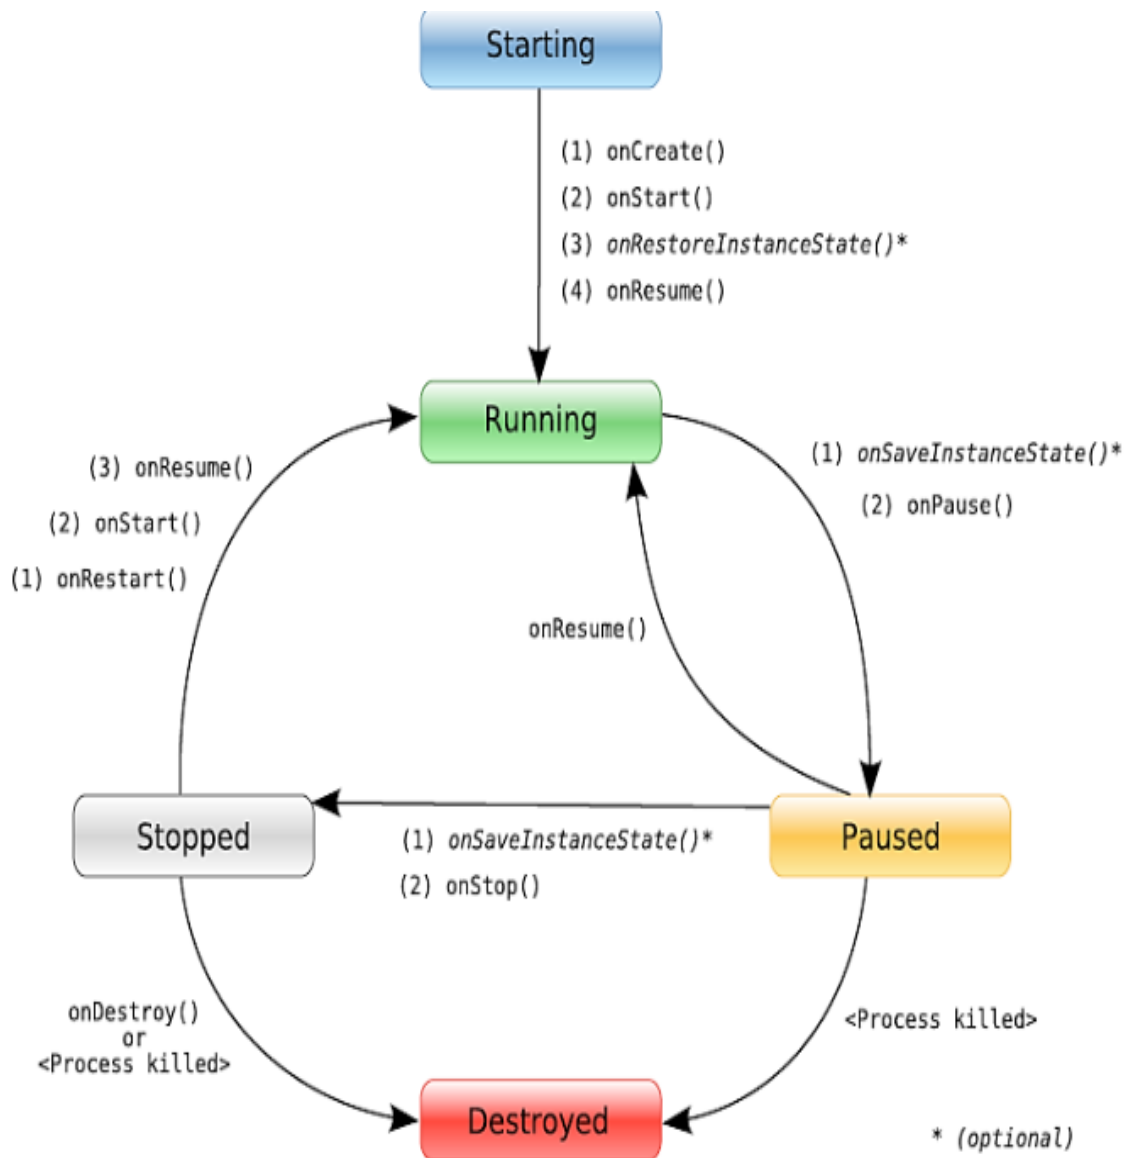 Starting
(1) onCreate()
(2) onStart()
(3) onRestoreInstanceState()*
(4) onResume()
Running
(3) onResume()
(2) onStart()
(1) onRestart()
(1) onSaveInstanceState()*
(2) onPause()
onResume()
Stopped
(1) onSaveInstanceState()*
(2) onStop()
Paused
onDestroy()
or
<Process killed>
<Process killed>
Destroyed
* (optional)